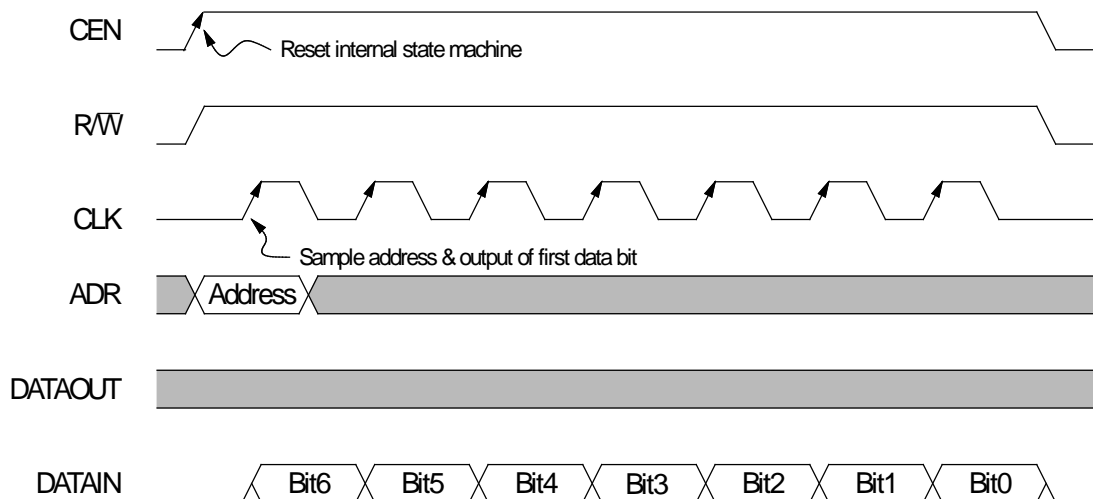 CEN
Reset internal state machine
R/W̅
CLK
Sample address & output of first data bit
ADR
Address
DATAOUT
DATAIN
Bit6 Bit5 Bit4 Bit3 Bit2 Bit1 Bit0